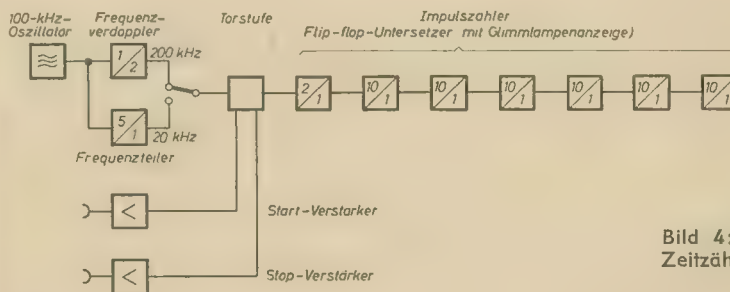 100-kHz-
Oszillator
Frequenz-
verdoppler
Torstufe
Impulszahler
Flip-flop-Untersetzer mit Glimmlampenanzeige)
1/2
200 kHz
2/1
10/1
10/1
10/1
10/1
10/1
10/1
5/1
20 kHz
Frequenzteiler
<
Start-Verstarker
<
Stop-Verstärker
Bild 4:
Zeitzäh